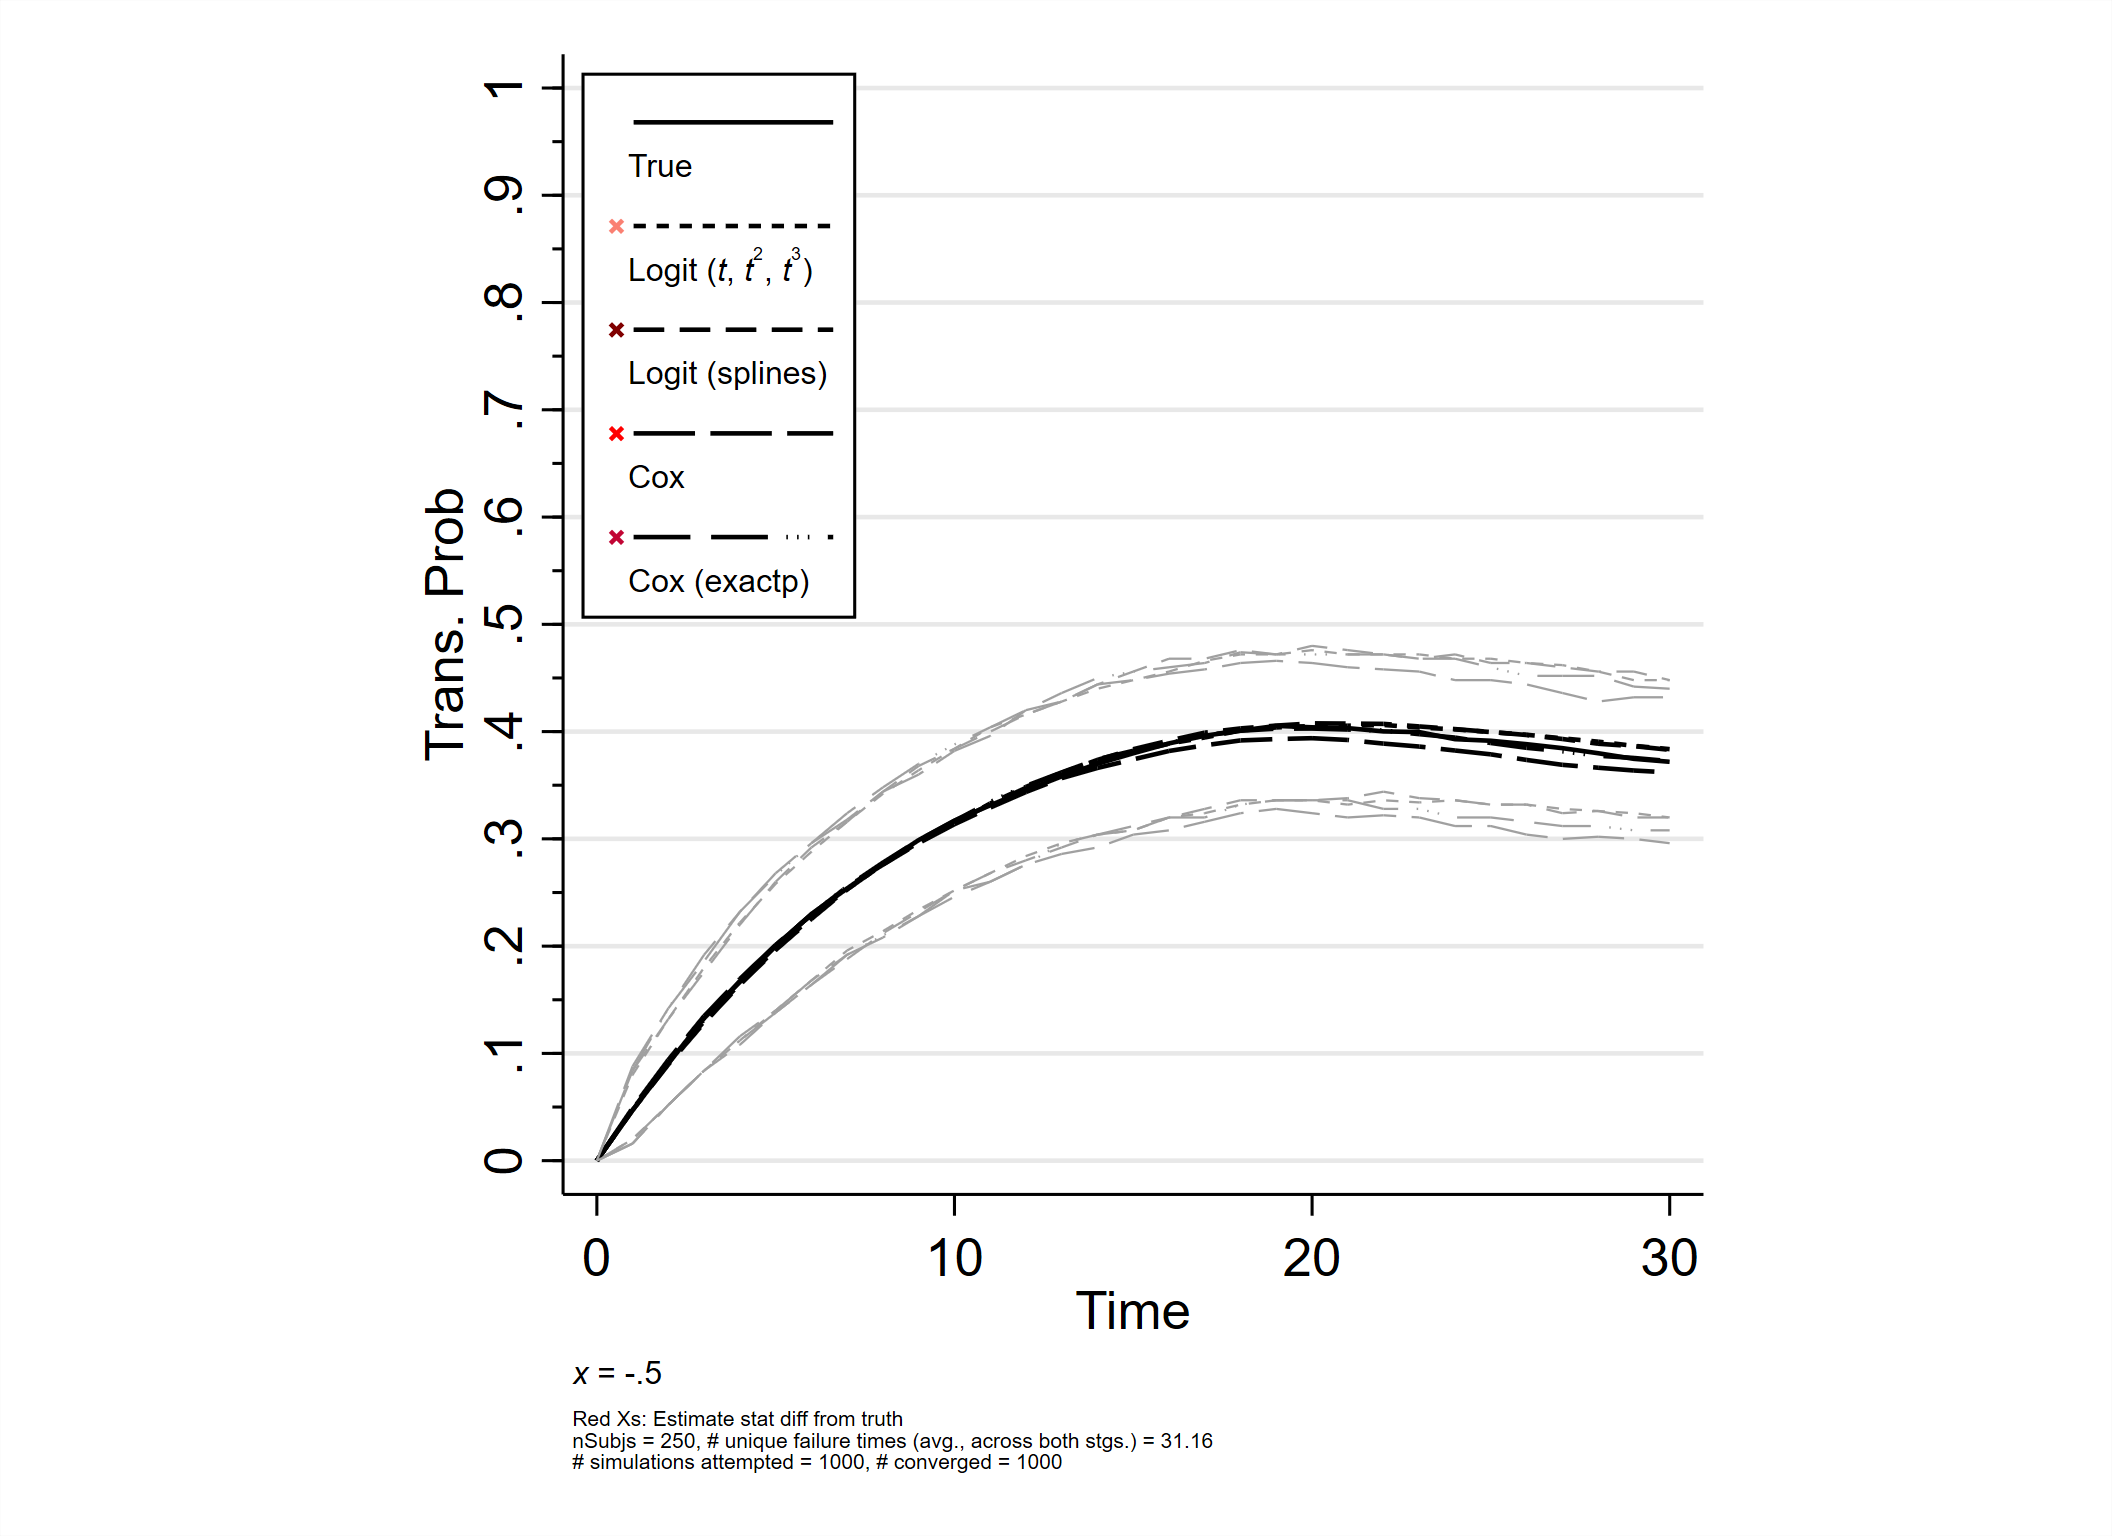 1
.9
.8
.7
.6
.5
.4
.3
.2
.1
0
Trans. Prob
True
Logit (t, t², t³)
Logit (splines)
Cox
Cox (exactp)
0 10 20 30
Time
x = -.5
Red Xs: Estimate stat diff from truth
nSubjs = 250, # unique failure times (avg., across both stgs.) = 31.16
# simulations attempted = 1000, # converged = 1000